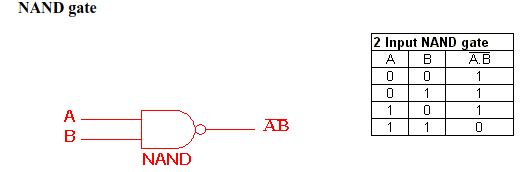 NAND gate
2 Input NAND gate
A B A.B̅
0 0 1
0 1 1
1 0 1
1 1 0
A
B
A̅B̅
NAND